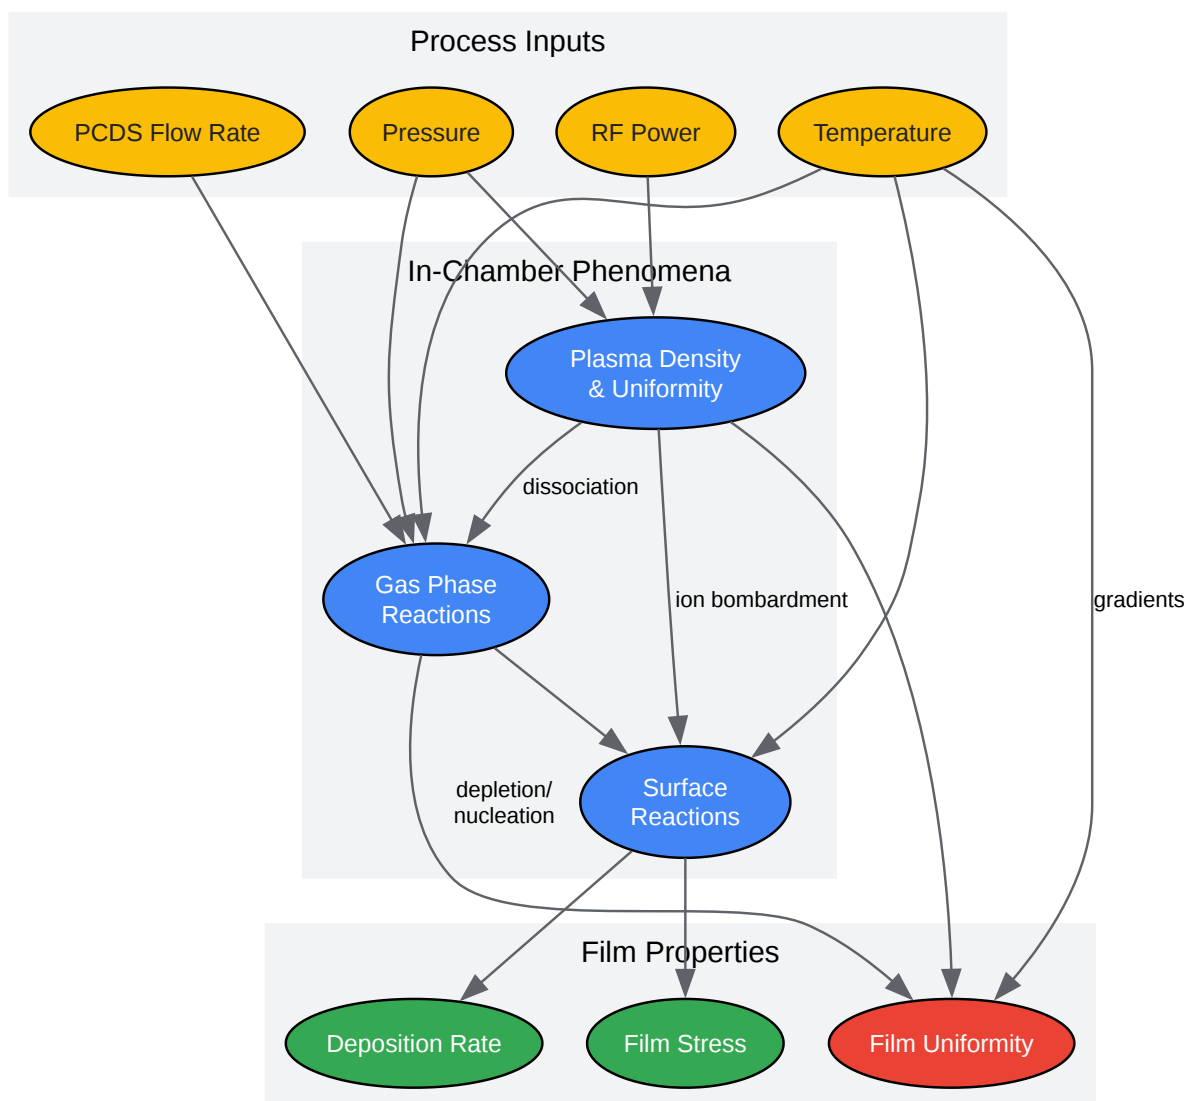 Process Inputs
PCDS Flow Rate
Pressure
RF Power
Temperature
In-Chamber Phenomena
Plasma Density
& Uniformity
dissociation
Gas Phase
Reactions
ion bombardment
gradients
depletion/
nucleation
Surface
Reactions
Film Properties
Deposition Rate
Film Stress
Film Uniformity